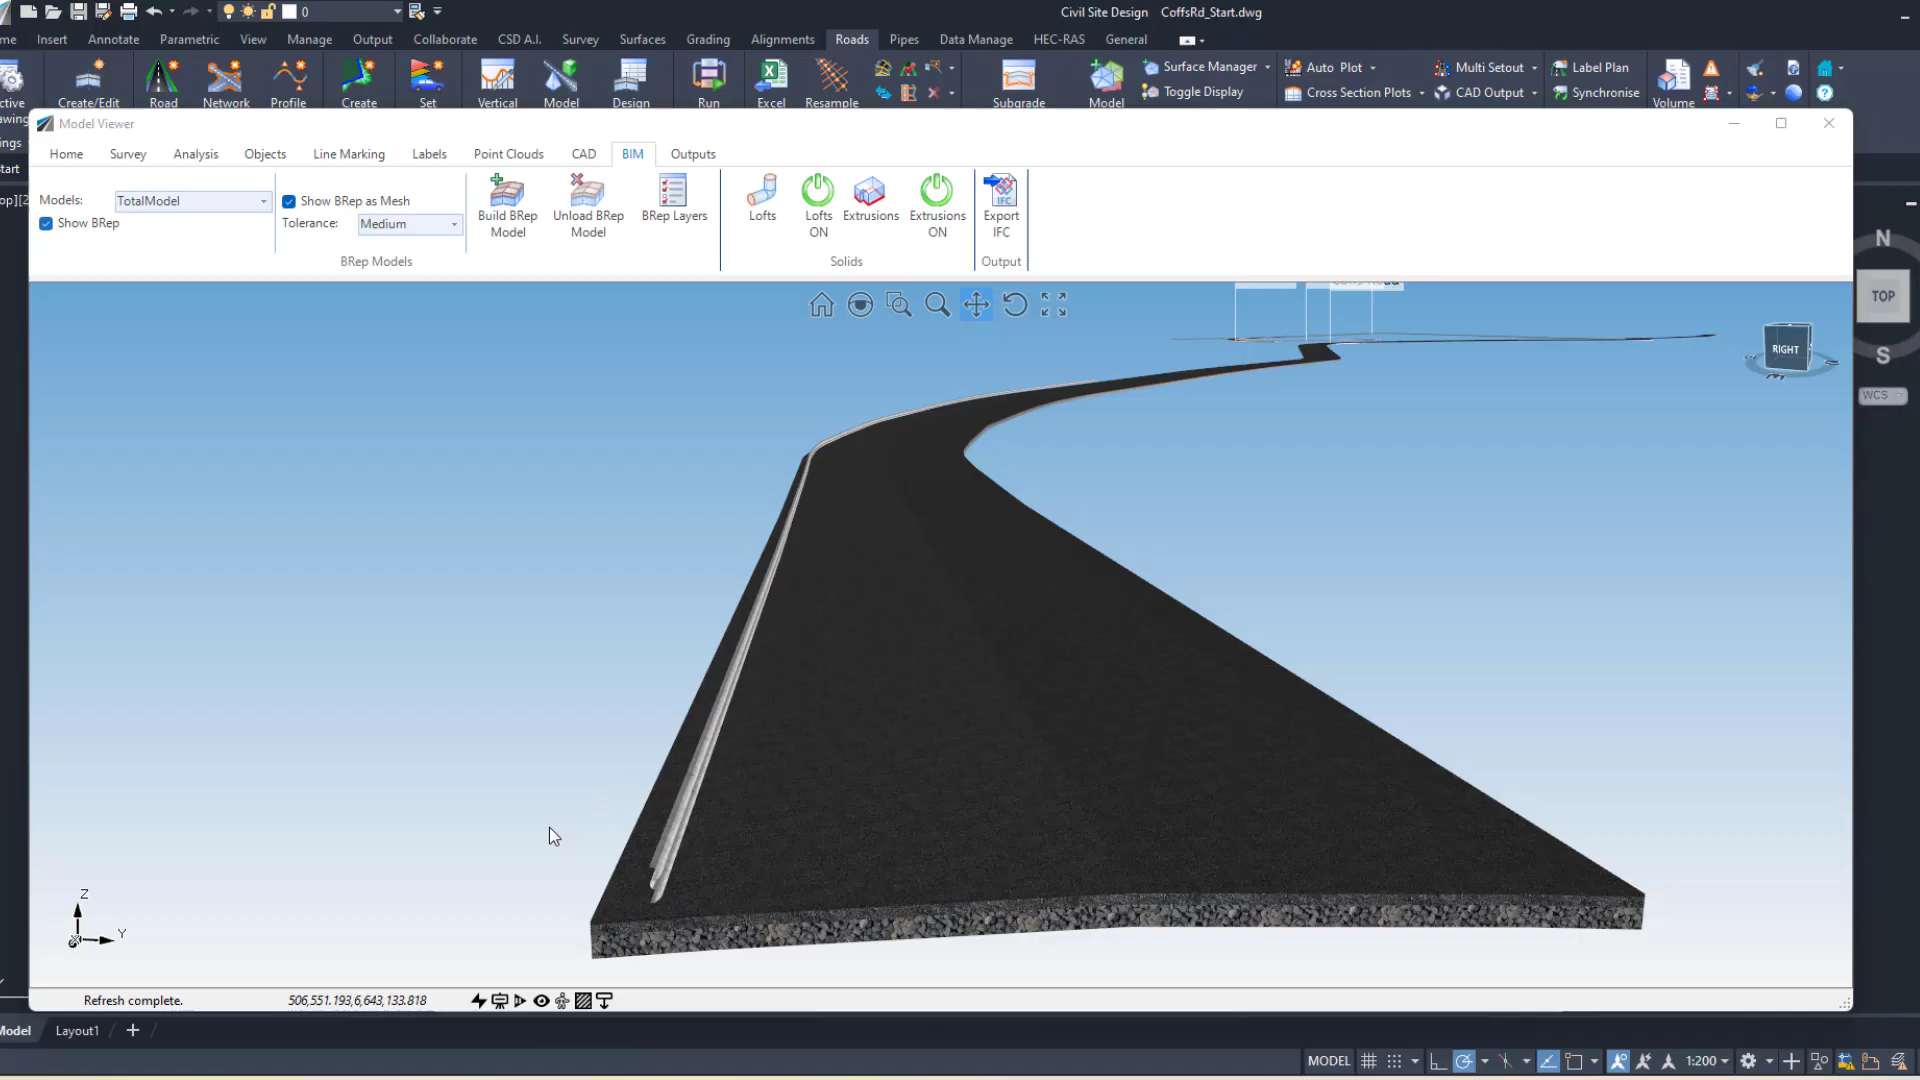 0
Civil Site Design CoffsRd_Start.dwg
Insert Annotate Parametric View Manage Output Collaborate CSD A.I. Survey Surfaces Grading Alignments Roads Pipes Data Manage HEC-RAS General
Surface Manager Auto Plot Multi Setout Label Plan
Toggle Display Cross Section Plots CAD Output Synchronise
Create/Edit Road Network Profile Create Set Vertical Model Design Run Excel Resample Subgrade Model Volume
Model Viewer
Home Survey Analysis Objects Line Marking Labels Point Clouds CAD BIM Outputs
Models: TotalModel
Show BRep
Show BRep as Mesh
Tolerance: Medium
Build BRep Model
Unload BRep Model
BRep Layers
BRep Models
Lofts
Lofts ON
Extrusions
Extrusions ON
Solids
IFC
Export IFC
Output
N
TOP
S
WCS
RIGHT
Z
Y
Refresh complete. 506,551.193,6,643,133.818
Model Layout1 +
MODEL 1:200